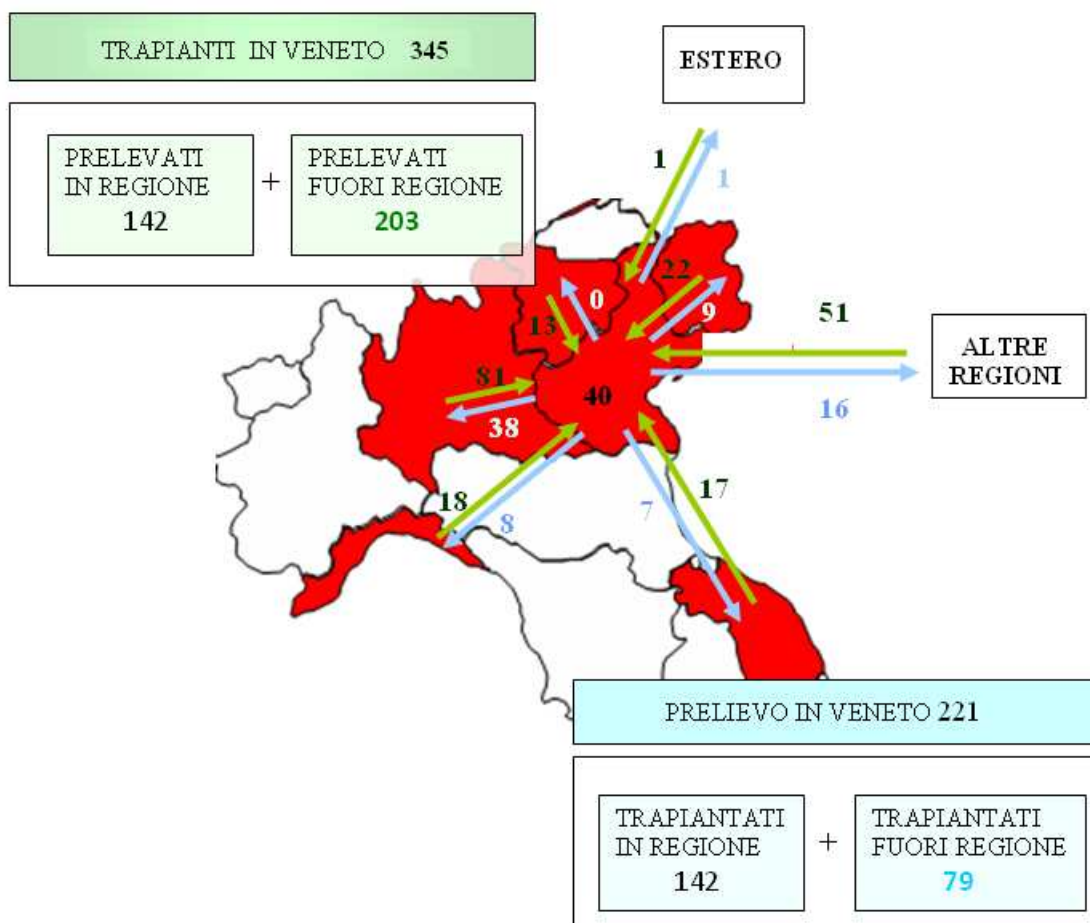 TRAPIANTI IN VENETO 345
PRELEVATI
IN REGIONE
142
+
PRELEVATI
FUORI REGIONE
203
ESTERO
1
1
22
9
0
13
51
ALTRE
REGIONI
16
81
38
40
18
8
7
17
PRELIEVO IN VENETO 221
TRAPIANTATI
IN REGIONE
142
+
TRAPIANTATI
FUORI REGIONE
79